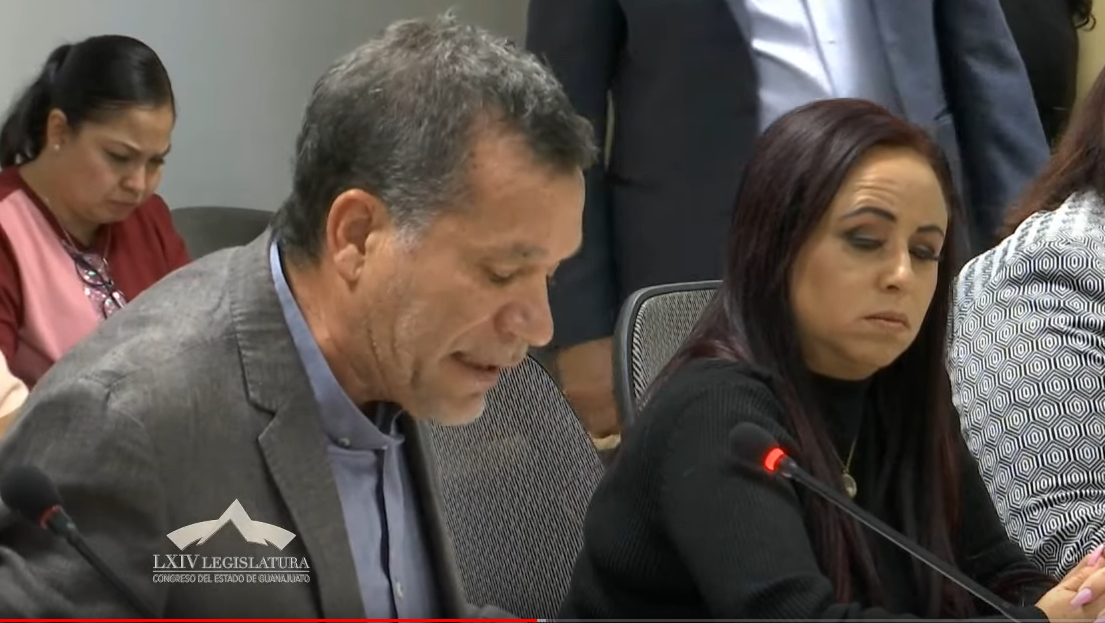 LXIV LEGISLATURA
CONGRESO DEL ESTADO DE GUANAJUATO